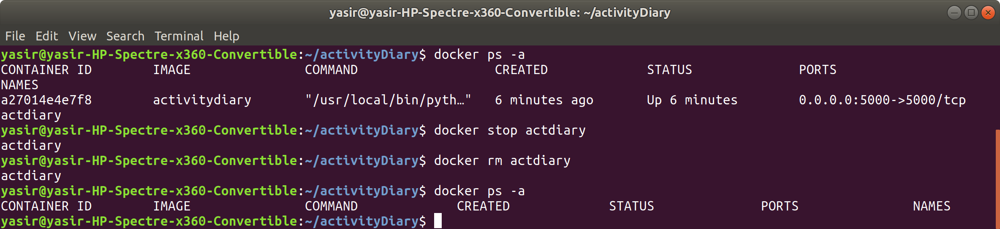 yasir@yasir-HP-Spectre-x360-Convertible: ~/activityDiary
File Edit View Search Terminal Help
yasir@yasir-HP-Spectre-x360-Convertible:~/activityDiary$ docker ps -a
CONTAINER ID        IMAGE               COMMAND                  CREATED             STATUS              PORTS
NAMES
a27014e4e7f8        activitydiary       "/usr/local/bin/pyth…"   6 minutes ago       Up 6 minutes        0.0.0.0:5000->5000/tcp
actdiary
yasir@yasir-HP-Spectre-x360-Convertible:~/activityDiary$ docker stop actdiary
actdiary
yasir@yasir-HP-Spectre-x360-Convertible:~/activityDiary$ docker rm actdiary
actdiary
yasir@yasir-HP-Spectre-x360-Convertible:~/activityDiary$ docker ps -a
CONTAINER ID        IMAGE               COMMAND             CREATED             STATUS              PORTS               NAMES
yasir@yasir-HP-Spectre-x360-Convertible:~/activityDiary$